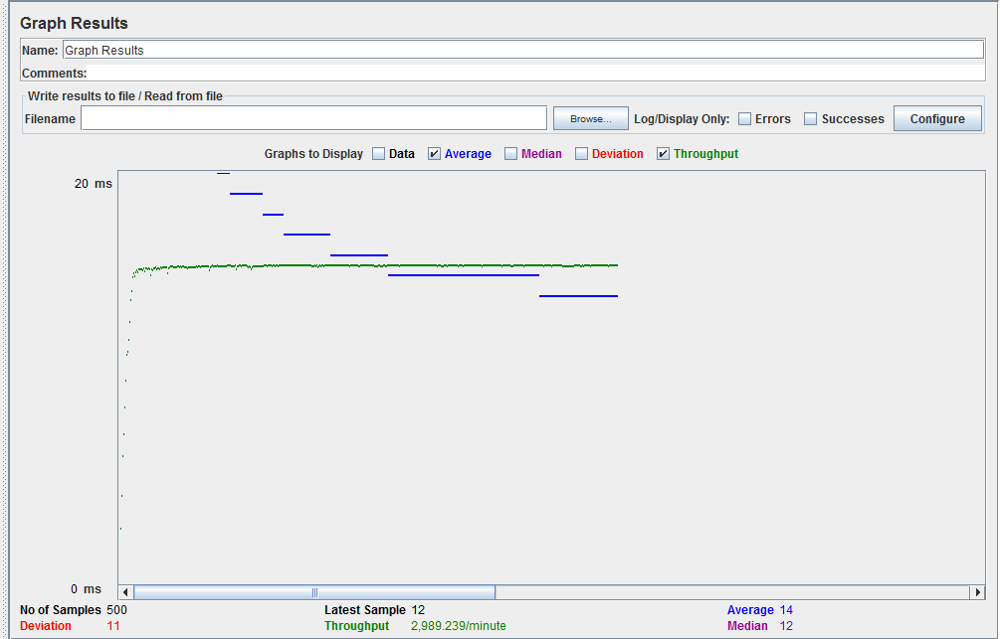 Graph Results
Name: Graph Results
Comments:
Write results to file / Read from file
Filename Browse... Log/Display Only: Errors Successes Configure
Graphs to Display Data Average Median Deviation Throughput
20 ms
0 ms
No of Samples 500 Latest Sample 12 Average 14
Deviation 11 Throughput 2,989.239/minute Median 12